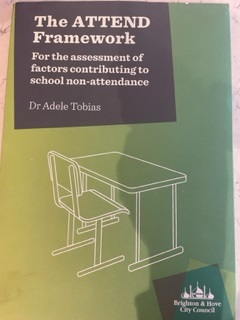 The ATTEND
Framework
For the assessment of
factors contributing to
school non-attendance
Dr Adele Tobias
Brighton & Hove
City Council